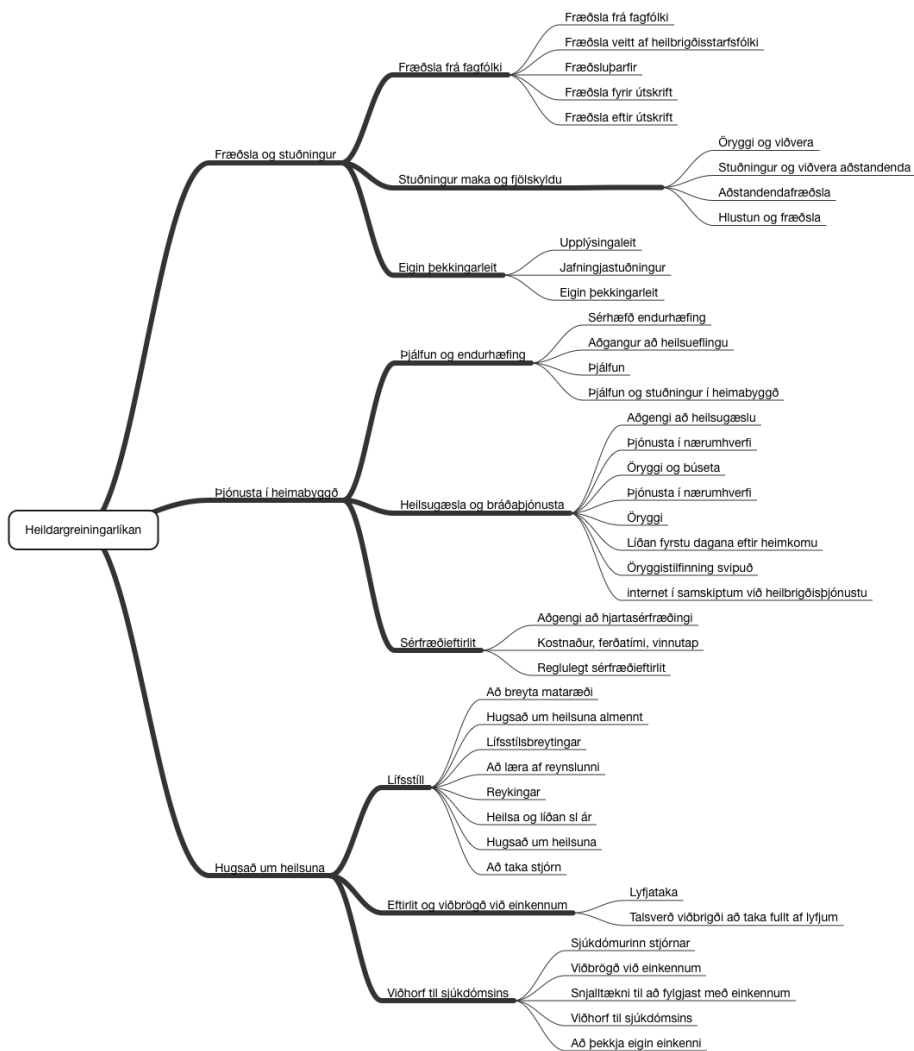 Heildargreiningarlíkan
Fræðsla og stuðningur
Fræðsla frá fagfólki
Fræðsla frá fagfólki
Fræðsla veitt af heilbrigðisstarfsfólki
Fræðsluþarfir
Fræðsla fyrir útskrift
Fræðsla eftir útskrift
Stuðningur maka og fjölskyldu
Öryggi og viðvera
Stuðningur og viðvera aðstandenda
Aðstandendafræðsla
Hlustun og fræðsla
Eigin þekkingarleit
Upplýsingaleit
Jafningjastuðningur
Eigin þekkingarleit
Þjónusta í heimabyggð
Þjálfun og endurhæfing
Sérhæfð endurhæfing
Aðgangur að heilsueflingu
Þjálfun
Þjálfun og stuðningur í heimabyggð
Heilsugæsla og bráðaþjónusta
Aðgengi að heilsugæslu
Þjónusta í nærumhverfi
Öryggi og búseta
Þjónusta í nærumhverfi
Öryggi
Líðan fyrstu dagana eftir heimkomu
Öryggistilfinning svipuð
internet í samskiptum við heilbrigðisþjónustu
Sérfræðieftirlit
Aðgengi að hjartasérfræðingi
Kostnaður, ferðatími, vinnutap
Reglulegt sérfræðieftirlit
Hugsað um heilsuna
Lífsstíll
Að breyta mataræði
Hugsað um heilsuna almennt
Lífsstílsbreytingar
Að læra af reynslunni
Reykingar
Heilsa og líðan sl ár
Hugsað um heilsuna
Að taka stjórn
Eftirlit og viðbrögð við einkennum
Lyfjataka
Talsverð viðbrigði að taka fullt af lyfjum
Viðhorf til sjúkdómsins
Sjúkdómurinn stjórnar
Viðbrögð við einkennum
Snjalltækni til að fylgjast með einkennum
Viðhorf til sjúkdómsins
Að þekkja eigin einkenni